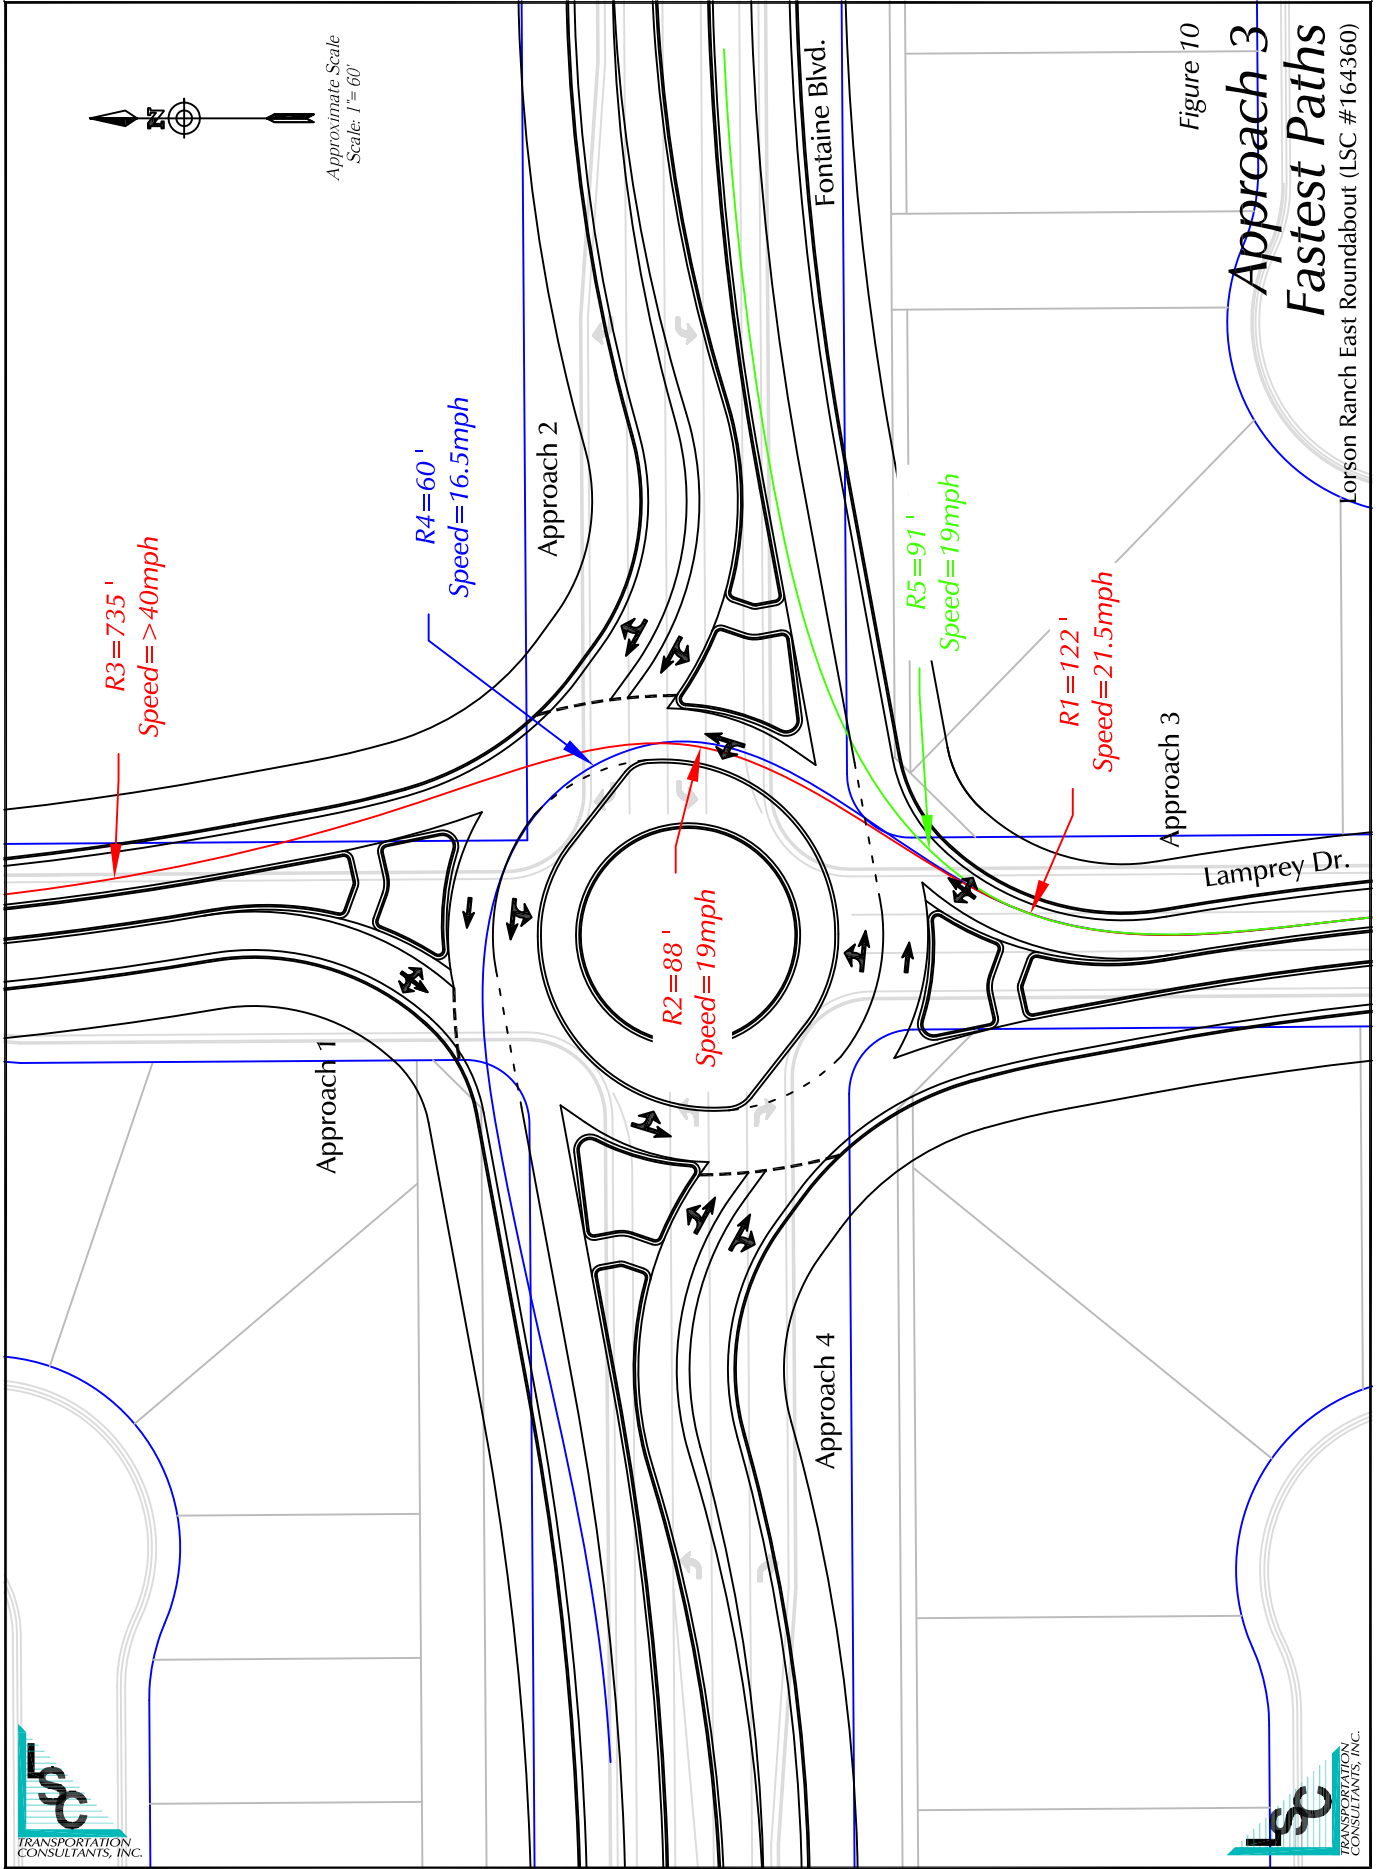 Approximate Scale
Scale: 1"= 60'
N
Figure 10
Approach 3
Fastest Paths
Lorson Ranch East Roundabout (LSC #164360)
Fontaine Blvd.
R3=735'
Speed=>40mph
R4=60'
Speed=16.5mph
Approach 2
R5=91'
Speed=19mph
R1=122'
Speed=21.5mph
Approach 3
Lamprey Dr.
R2=88'
Speed=19mph
Approach 1
Approach 4
LSC
TRANSPORTATION
CONSULTANTS, INC.
LSC
TRANSPORTATION
CONSULTANTS, INC.